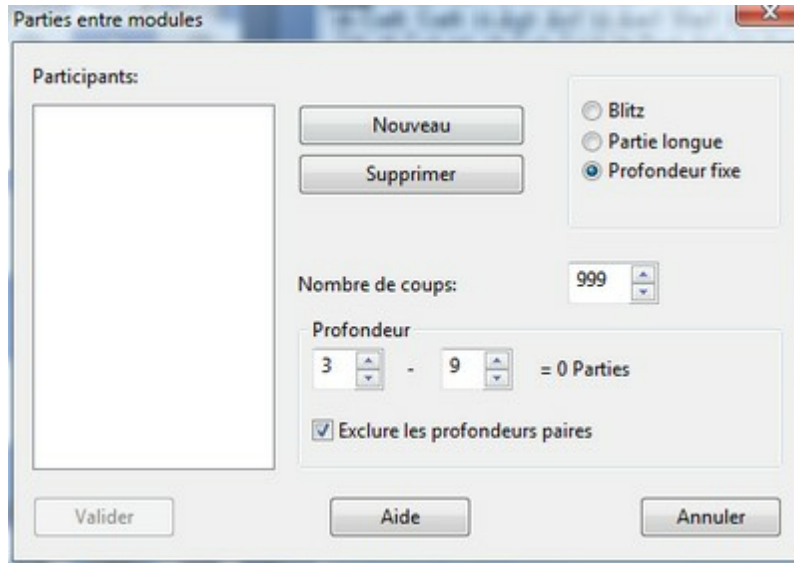 Parties entre modules
Participants:
Nouveau
Supprimer
Blitz
Partie longue
Profondeur fixe
Nombre de coups:
999
Profondeur
3 - 9 = 0 Parties
Exclure les profondeurs paires
Valider
Aide
Annuler